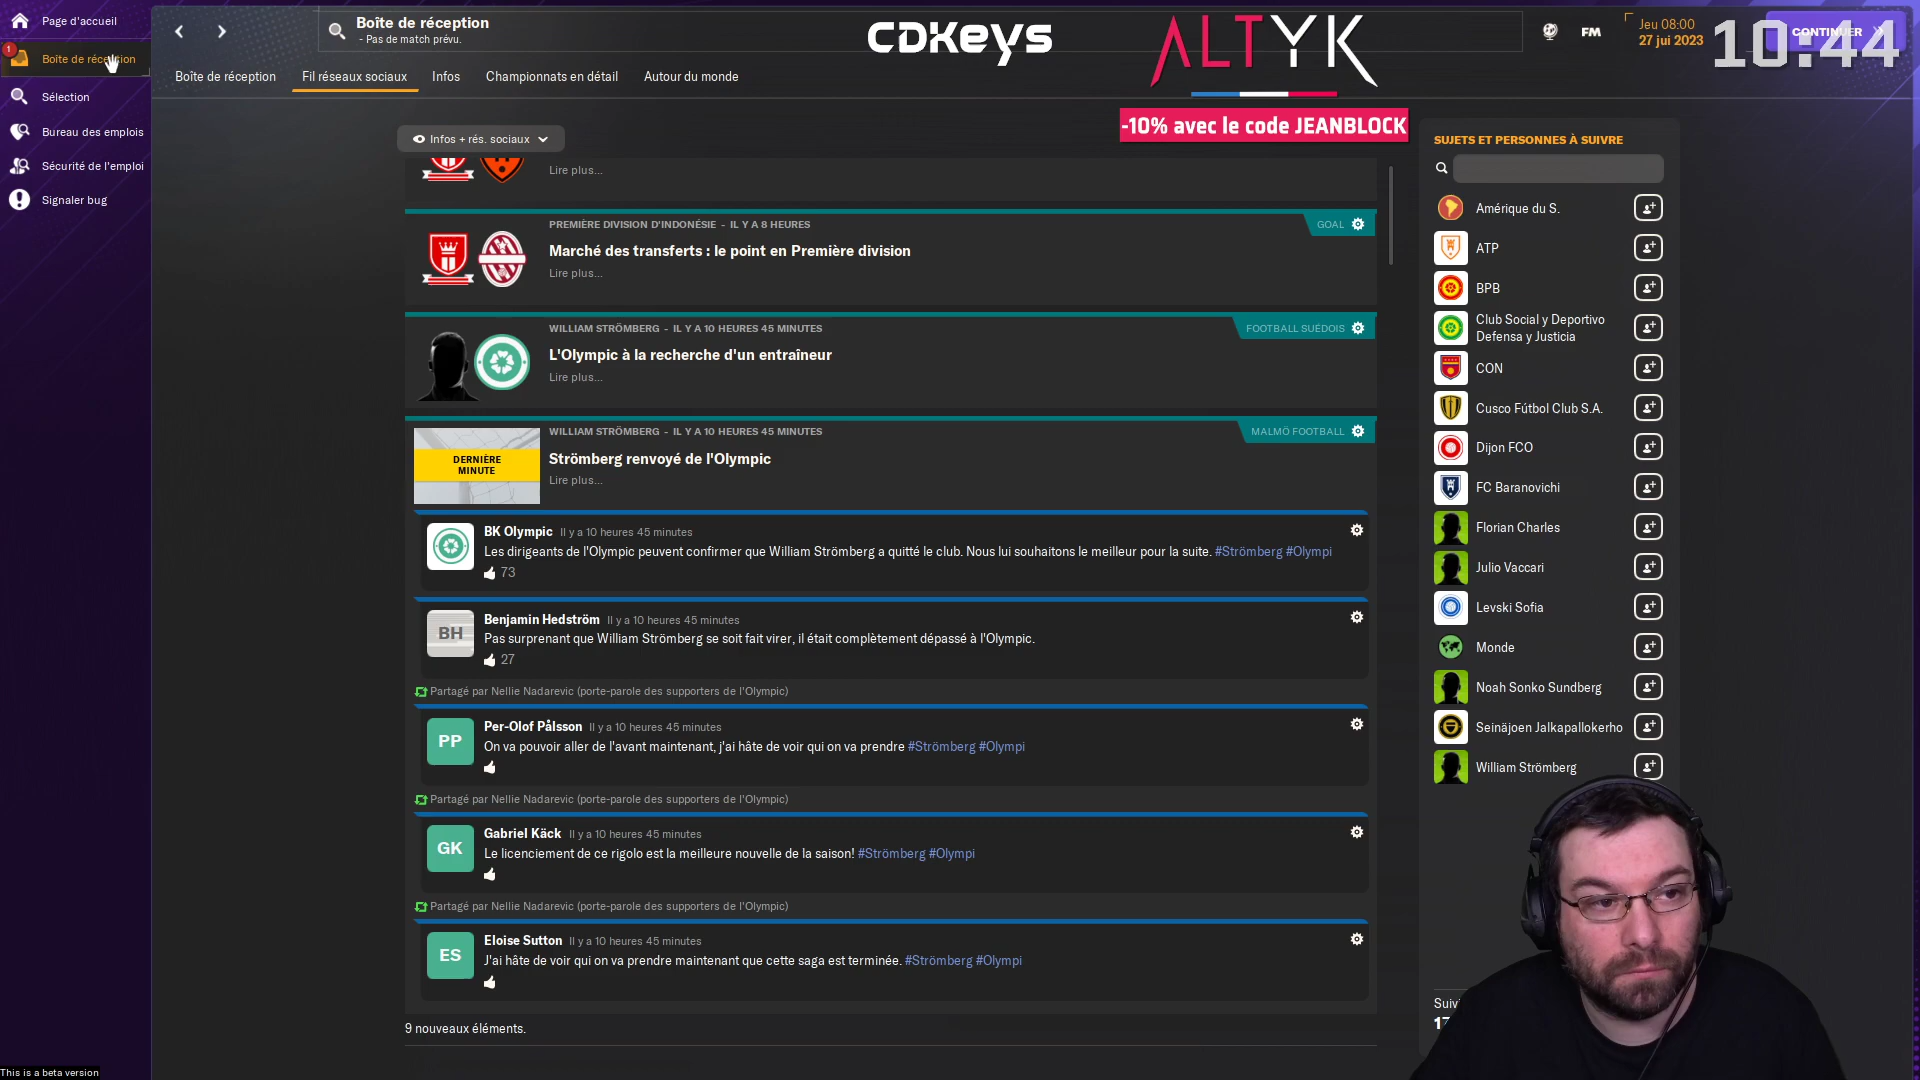 Page d'accueil
1
Boîte de réception
Sélection
Bureau des emplois
Sécurité de l'emploi
Signaler bug
This is a beta version
Boîte de réception
- Pas de match prévu.
CDKeys
ALTYK
FM
Jeu 08:00
27 jui 2023
CONTINUER
10:44
Boîte de réception
Fil réseaux sociaux
Infos
Championnats en détail
Autour du monde
-10% avec le code JEANBLOCK
Infos + rés. sociaux
Lire plus...
PREMIÈRE DIVISION D'INDONÉSIE - IL Y A 8 HEURES
GOAL
Marché des transferts : le point en Première division
Lire plus...
WILLIAM STRÖMBERG - IL Y A 10 HEURES 45 MINUTES
FOOTBALL SUÉDOIS
L'Olympic à la recherche d'un entraîneur
Lire plus...
WILLIAM STRÖMBERG - IL Y A 10 HEURES 45 MINUTES
MALMÖ FOOTBALL
DERNIÈRE
MINUTE
Strömberg renvoyé de l'Olympic
Lire plus...
BK Olympic Il y a 10 heures 45 minutes
Les dirigeants de l'Olympic peuvent confirmer que William Strömberg a quitté le club. Nous lui souhaitons le meilleur pour la suite. #Strömberg #Olympi
73
BH
Benjamin Hedström Il y a 10 heures 45 minutes
Pas surprenant que William Strömberg se soit fait virer, il était complètement dépassé à l'Olympic.
27
Partagé par Nellie Nadarevic (porte-parole des supporters de l'Olympic)
PP
Per-Olof Pålsson Il y a 10 heures 45 minutes
On va pouvoir aller de l'avant maintenant, j'ai hâte de voir qui on va prendre #Strömberg #Olympi
Partagé par Nellie Nadarevic (porte-parole des supporters de l'Olympic)
GK
Gabriel Käck Il y a 10 heures 45 minutes
Le licenciement de ce rigolo est la meilleure nouvelle de la saison! #Strömberg #Olympi
Partagé par Nellie Nadarevic (porte-parole des supporters de l'Olympic)
ES
Eloise Sutton Il y a 10 heures 45 minutes
J'ai hâte de voir qui on va prendre maintenant que cette saga est terminée. #Strömberg #Olympi
9 nouveaux éléments.
SUJETS ET PERSONNES À SUIVRE
Amérique du S.
ATP
BPB
Club Social y Deportivo
Defensa y Justicia
CON
Cusco Fútbol Club S.A.
Dijon FCO
FC Baranovichi
Florian Charles
Julio Vaccari
Levski Sofia
Monde
Noah Sonko Sundberg
Seinäjoen Jalkapallokerho
William Strömberg